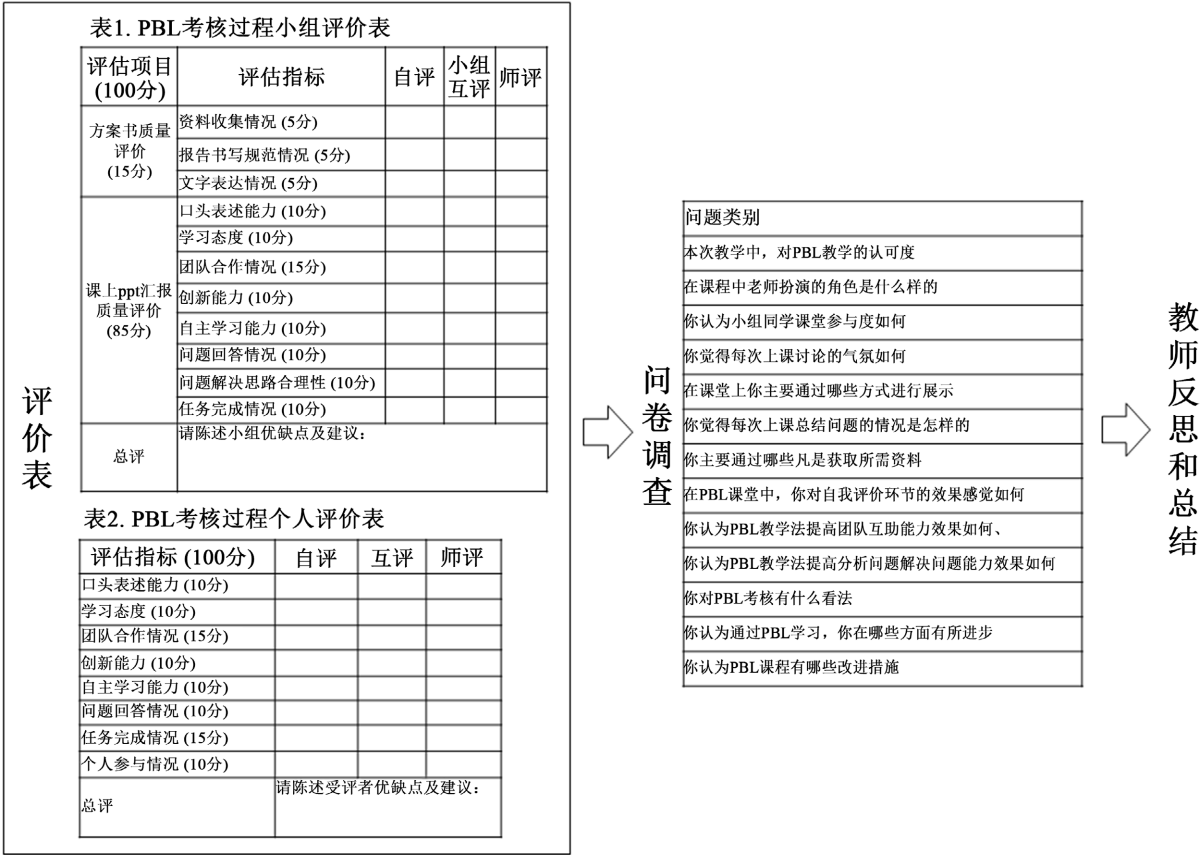 评价表
表1. PBL考核过程小组评价表
评估项目
(100分)
评估指标
自评
小组
互评
师评
方案书质量
评价
(15分)
资料收集情况 (5分)
报告书写规范情况 (5分)
文字表达情况 (5分)
课上ppt汇报
质量评价
(85分)
口头表述能力 (10分)
学习态度 (10分)
团队合作情况 (15分)
创新能力 (10分)
自主学习能力 (10分)
问题回答情况 (10分)
问题解决思路合理性 (10分)
任务完成情况 (10分)
总评
请陈述小组优缺点及建议:
表2. PBL考核过程个人评价表
评估指标 (100分)
自评
互评
师评
口头表述能力 (10分)
学习态度 (10分)
团队合作情况 (15分)
创新能力 (10分)
自主学习能力 (10分)
问题回答情况 (10分)
任务完成情况 (15分)
个人参与情况 (10分)
总评
请陈述受评者优缺点及建议:
问卷调查
问题类别
本次教学中，对PBL教学的认可度
在课程中老师扮演的角色是什么样的
你认为小组同学课堂参与度如何
你觉得每次上课讨论的气氛如何
在课堂上你主要通过哪些方式进行展示
你觉得每次上课总结问题的情况是怎样的
你主要通过哪些凡是获取所需资料
在PBL课堂中，你对自我评价环节的效果感觉如何
你认为PBL教学法提高团队互助能力效果如何、
你认为PBL教学法提高分析问题解决问题能力效果如何
你对PBL考核有什么看法
你认为通过PBL学习，你在哪些方面有所进步
你认为PBL课程有哪些改进措施
教师反思和总结